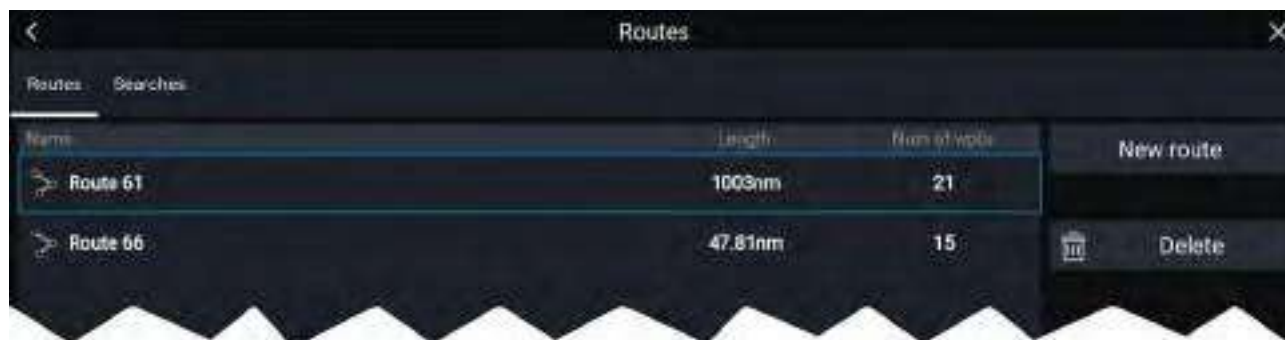 Routes
Routes Searches
Name Length Num of wpts
Route 61 1003nm 21
New route
Route 66 47.81nm 15
Delete